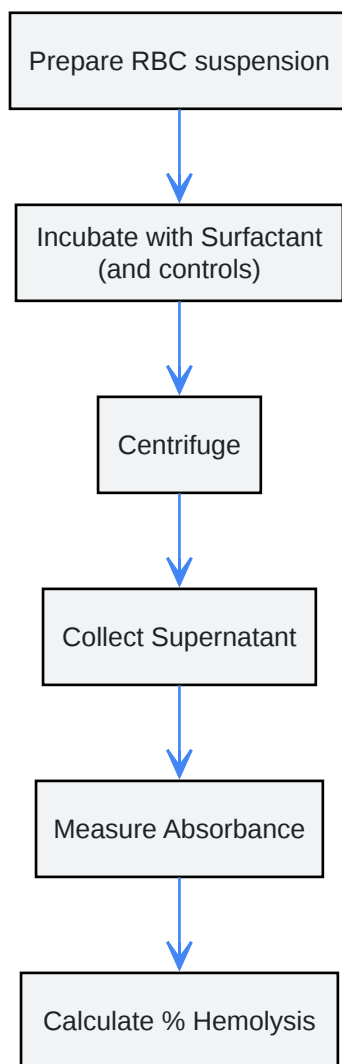 Prepare RBC suspension
Incubate with Surfactant
(and controls)
Centrifuge
Collect Supernatant
Measure Absorbance
Calculate % Hemolysis